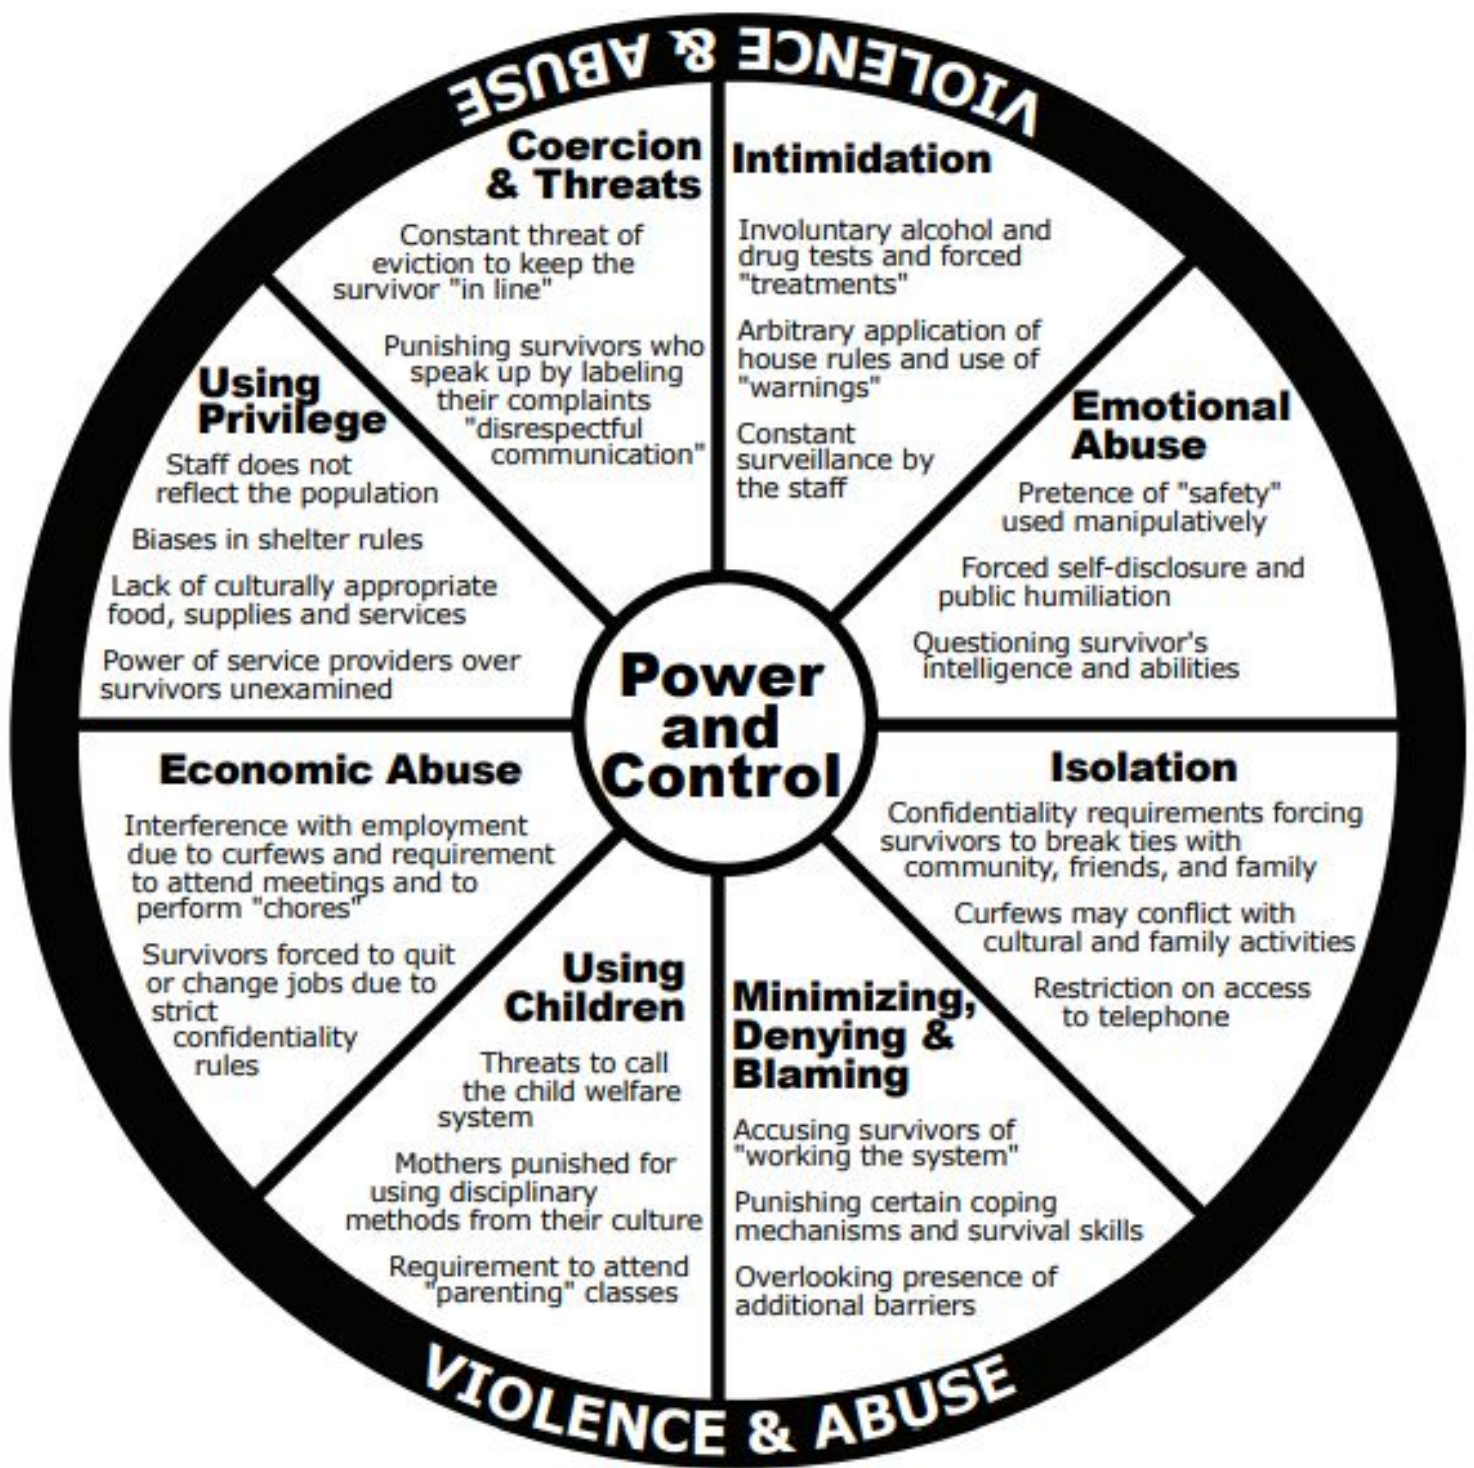 VIOLENCE & ABUSE
Coercion
& Threats
Constant threat of
eviction to keep the
survivor "in line"
Punishing survivors who
speak up by labeling
their complaints
"disrespectful
communication"
Intimidation
Involuntary alcohol and
drug tests and forced
"treatments"
Arbitrary application of
house rules and use of
"warnings"
Constant
surveillance by
the staff
Emotional
Abuse
Pretence of "safety"
used manipulatively
Forced self-disclosure and
public humiliation
Questioning survivor's
intelligence and abilities
Isolation
Confidentiality requirements forcing
survivors to break ties with
community, friends, and family
Curfews may conflict with
cultural and family activities
Restriction on access
to telephone
Minimizing,
Denying &
Blaming
Accusing survivors of
"working the system"
Punishing certain coping
mechanisms and survival skills
Overlooking presence of
additional barriers
Using
Children
Threats to call
the child welfare
system
Mothers punished for
using disciplinary
methods from their culture
Requirement to attend
"parenting" classes
Economic Abuse
Interference with employment
due to curfews and requirement
to attend meetings and to
perform "chores"
Survivors forced to quit
or change jobs due to
strict
confidentiality
rules
Using
Privilege
Staff does not
reflect the population
Biases in shelter rules
Lack of culturally appropriate
food, supplies and services
Power of service providers over
survivors unexamined
Power
and
Control
VIOLENCE & ABUSE